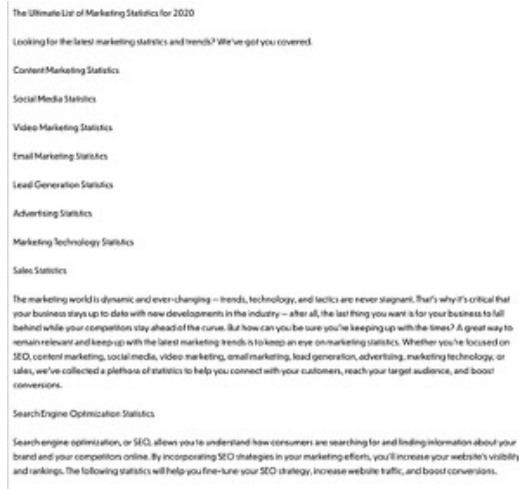 The Ultimate List of Marketing Statistics for 2020
Looking for the latest marketing statistics and trends? We've got you covered.
Content Marketing Statistics
Social Media Statistics
Video Marketing Statistics
Email Marketing Statistics
Lead Generation Statistics
Advertising Statistics
Marketing Technology Statistics
Sales Statistics
The marketing world is dynamic and ever-changing — trends, technology, and tactics are never stagnant. That's why it's critical that
your business stays up to date with new developments in the industry — after all, the last thing you want is for your business to fall
behind while your competitors stay ahead of the curve. But how can you be sure you're keeping up with the times? A great way to
remain relevant and keep up with the latest marketing trends is to keep an eye on marketing statistics. Whether you're focused on
SEO, content marketing, social media, video marketing, email marketing, lead generation, advertising, marketing technology, or
sales, we've collected a plethora of statistics to help you connect with your customers, reach your target audience, and boost
conversions.
Search Engine Optimization Statistics
Search engine optimization, or SEO, allows you to understand how consumers are searching for and finding information about your
brand and your competitors online. By incorporating SEO strategies in your marketing efforts, you'll increase your website's visibility
and rankings. The following statistics will help you fine-tune your SEO strategy, increase website traffic, and boost conversions.